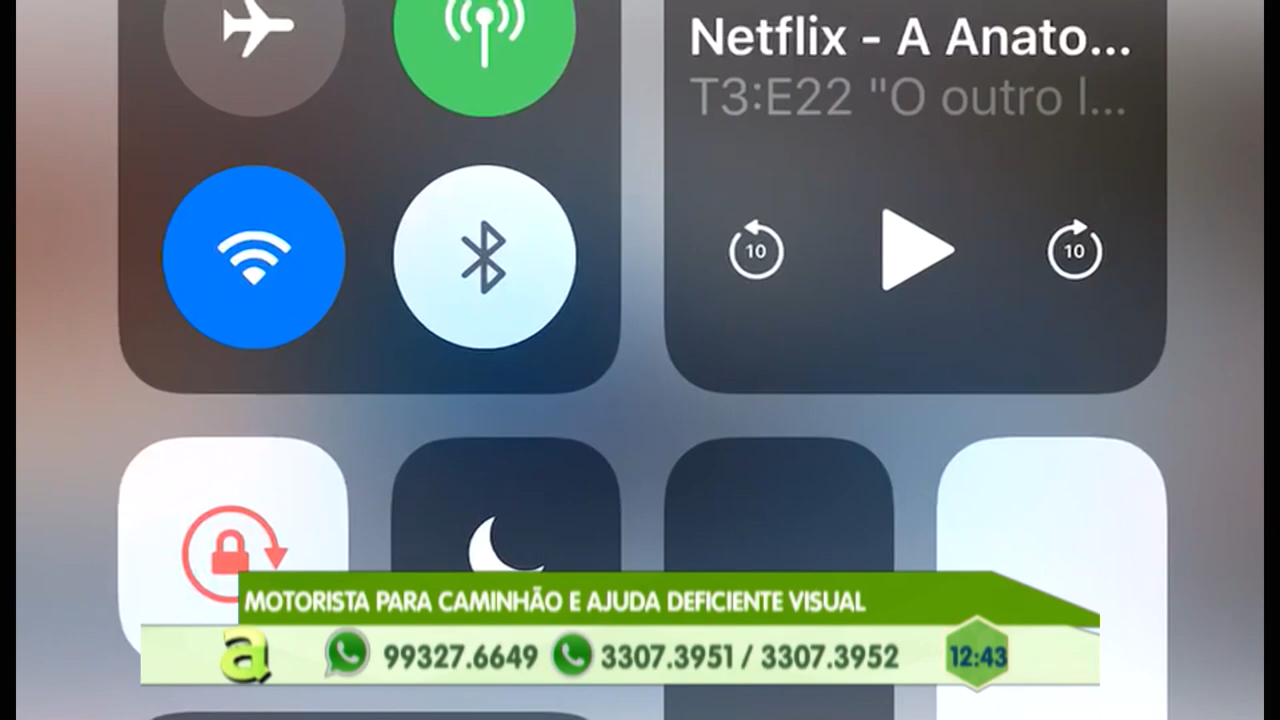 Netflix - A Anato...
T3:E22 "O outro l...
10
10
MOTORISTA PARA CAMINHÃO E AJUDA DEFICIENTE VISUAL
a 99327.6649 3307.3951 / 3307.3952 12:43